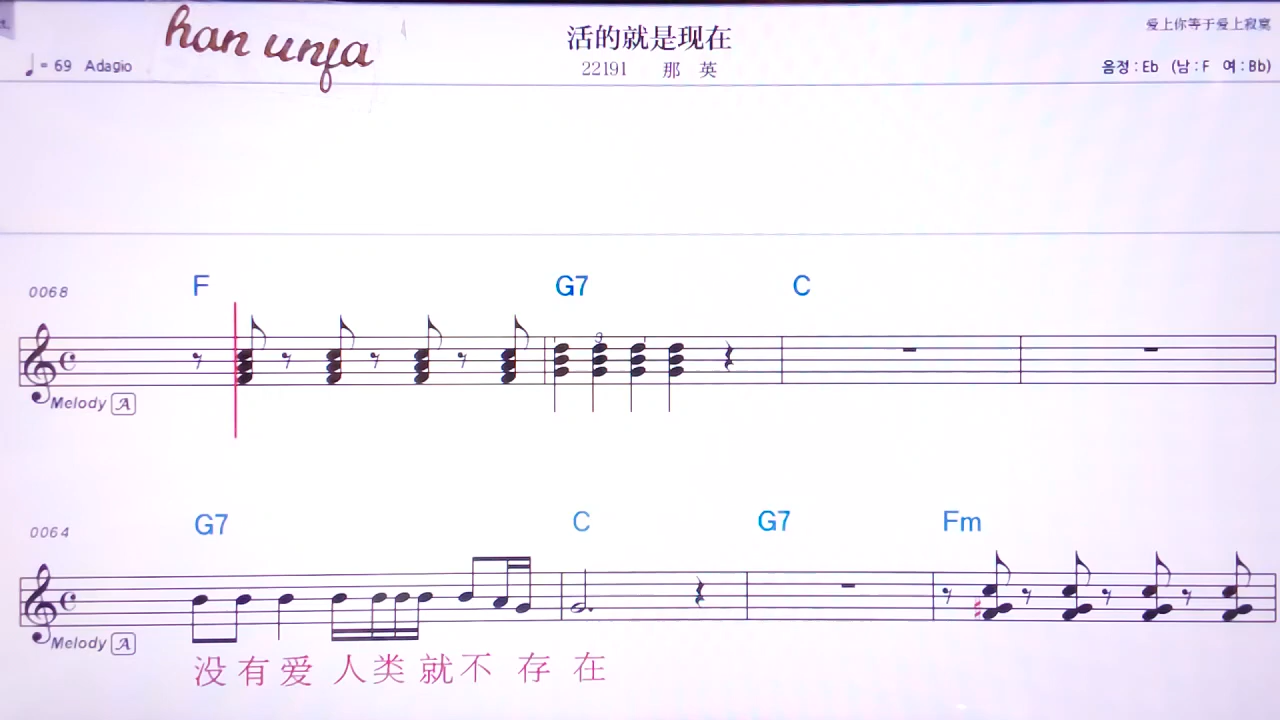 han unfa
活的就是现在
爱上你等于爱上寂寞
♩= 69 Adagio
22191 那 英
음정 : Eb (남 : F 여 : Bb)
0068
F G7 C
3
Melody A
0064
G7 C G7 Fm
Melody A
没 有 爱 人 类 就 不 存 在